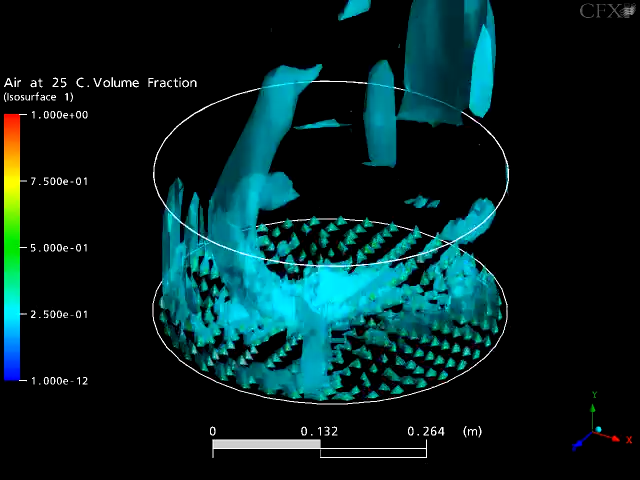 CFX
Air at 25 C.Volume Fraction
(Isosurface 1)
1.000e+00
7.500e-01
5.000e-01
2.500e-01
1.000e-12
0 0.132 0.264 (m)
Y
X